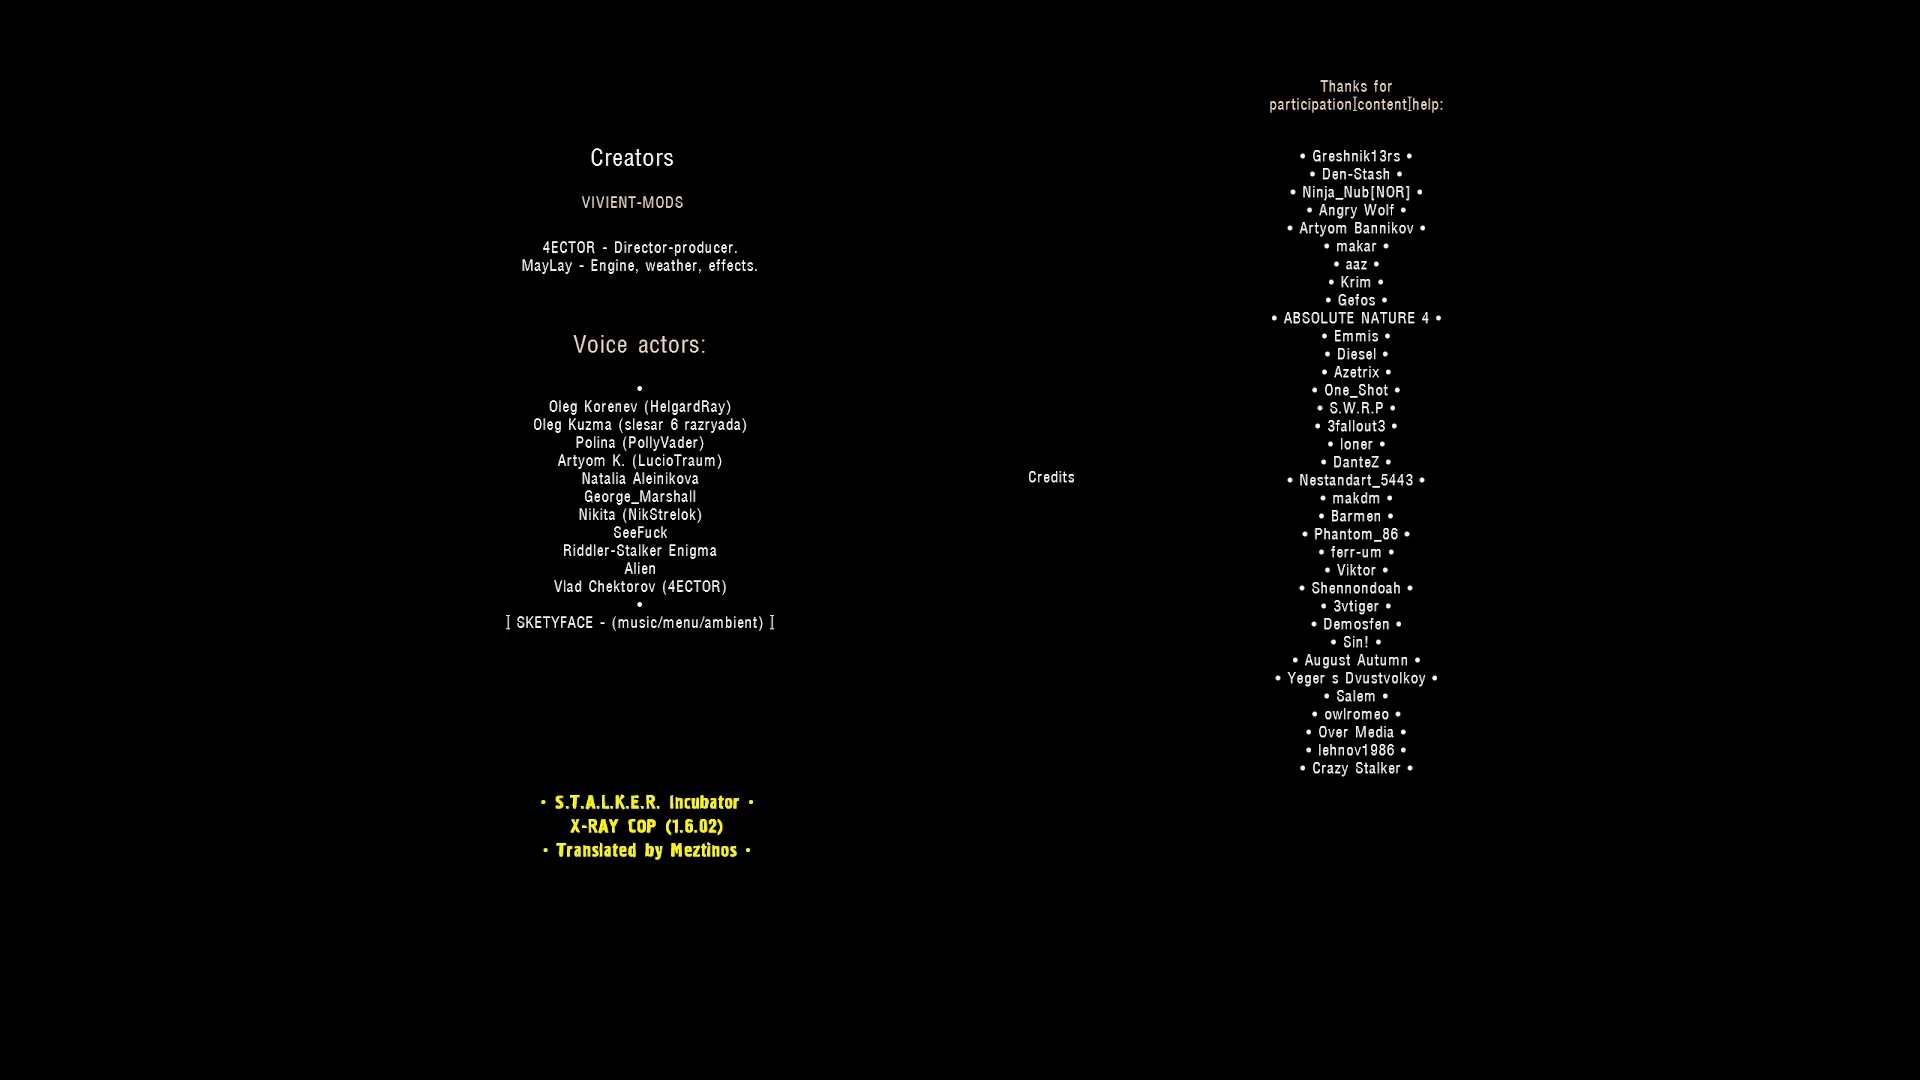 Creators
VIVIENT-MODS
4ECTOR - Director-producer.
MayLay - Engine, weather, effects.
Voice actors:
•
Oleg Korenev (HelgardRay)
Oleg Kuzma (slesar 6 razryada)
Polina (PollyVader)
Artyom K. (LucioTraum)
Natalia Aleinikova
George_Marshall
Nikita (NikStrelok)
SeeFuck
Riddler-Stalker Enigma
Alien
Vlad Chektorov (4ECTOR)
•
[ SKETYFACE - (music/menu/ambient) ]
• S.T.A.L.K.E.R. Incubator •
X-RAY COP (1.6.02)
• Translated by Meztinos •
Credits
Thanks for
participation|content|help:
• Greshnik13rs •
• Den-Stash •
• Ninja_Nub[NOR] •
• Angry Wolf •
• Artyom Bannikov •
• makar •
• aaz •
• Krim •
• Gefos •
• ABSOLUTE NATURE 4 •
• Emmis •
• Diesel •
• Azetrix •
• One_Shot •
• S.W.R.P •
• 3fallout3 •
• loner •
• DanteZ •
• Nestandart_5443 •
• makdm •
• Barmen •
• Phantom_86 •
• ferr-um •
• Viktor •
• Shennondoah •
• 3vtiger •
• Demosfen •
• Sin! •
• August Autumn •
• Yeger s Dvustvolkoy •
• Salem •
• owlromeo •
• Over Media •
• lehnov1986 •
• Crazy Stalker •